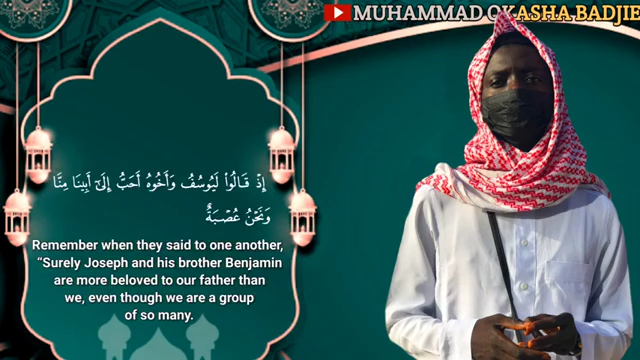 MUHAMMAD OKASHA BADJIE
إِذْ قَالُوا۟ لَيُوسُفُ وَأَخُوهُ أَحَبُّ إِلَىٰٓ أَبِينَا مِنَّا
وَنَحْنُ عُصْبَةٌ
Remember when they said to one another,
“Surely Joseph and his brother Benjamin
are more beloved to our father than
we, even though we are a group
of so many.